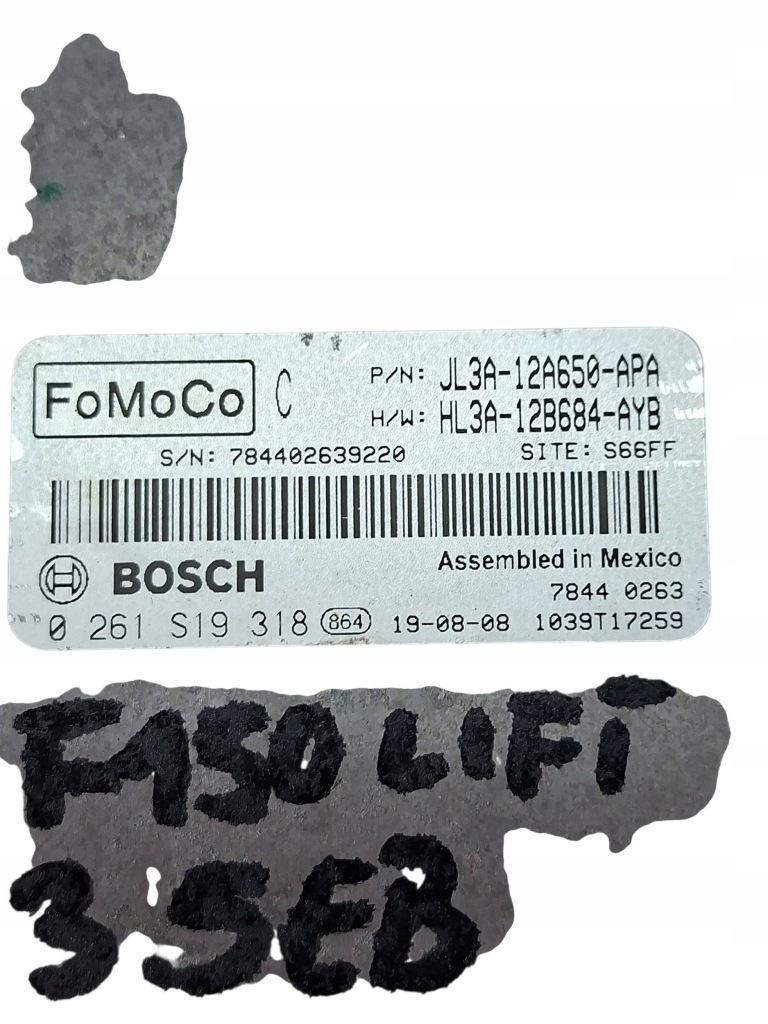 FoMoCo C P/N: JL3A-12A650-APA
H/W: HL3A-12B684-AYB
S/N: 784402639220 SITE: S66FF
BOSCH Assembled in Mexico
7844 0263
0 261 S19 318 864 19-08-08 1039T17259
F150 LIFi
3 5EB